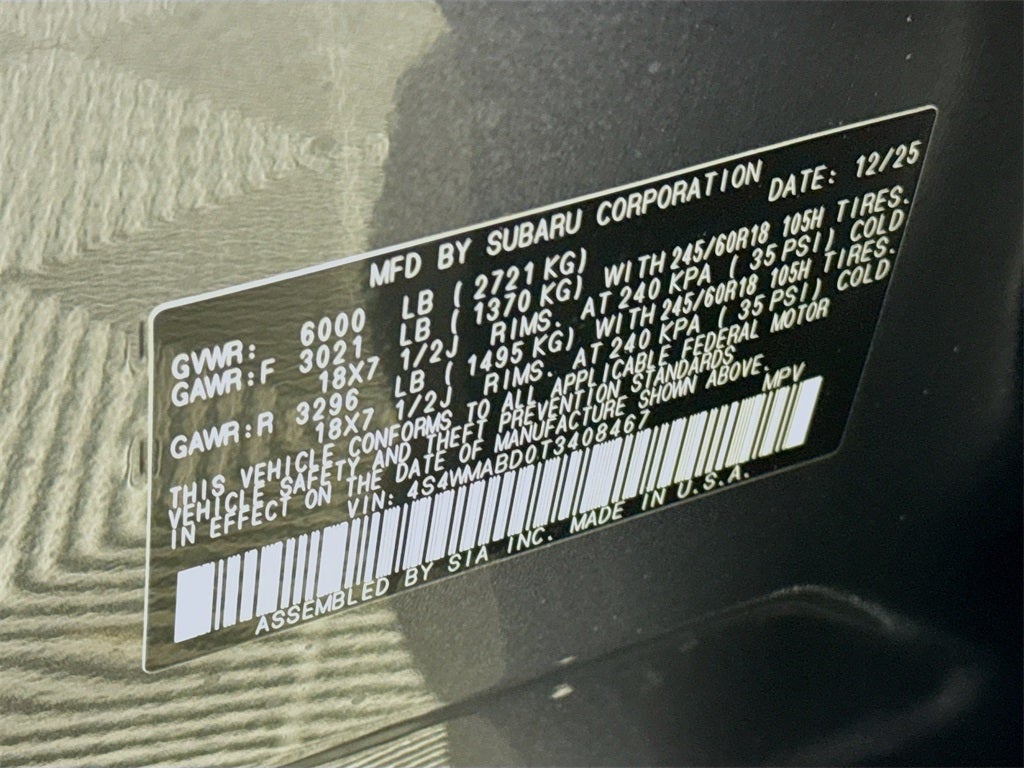 MFD BY SUBARU CORPORATION
DATE: 12/25
GVWR: 6000 LB ( 2721 KG)
GAWR:F 3021 LB ( 1370 KG) WITH 245/60R18 105H TIRES.
18X7 1/2J RIMS. AT 240 KPA ( 35 PSI) COLD
GAWR:R 3296 LB ( 1495 KG) WITH 245/60R18 105H TIRES.
18X7 1/2J RIMS. AT 240 KPA ( 35 PSI) COLD
THIS VEHICLE CONFORMS TO ALL APPLICABLE FEDERAL MOTOR
VEHICLE SAFETY AND THEFT PREVENTION STANDARDS
IN EFFECT ON THE DATE OF MANUFACTURE SHOWN ABOVE.
VIN: 4S4WMABD0T3408467 MPV
ASSEMBLED BY SIA INC. MADE IN U.S.A.